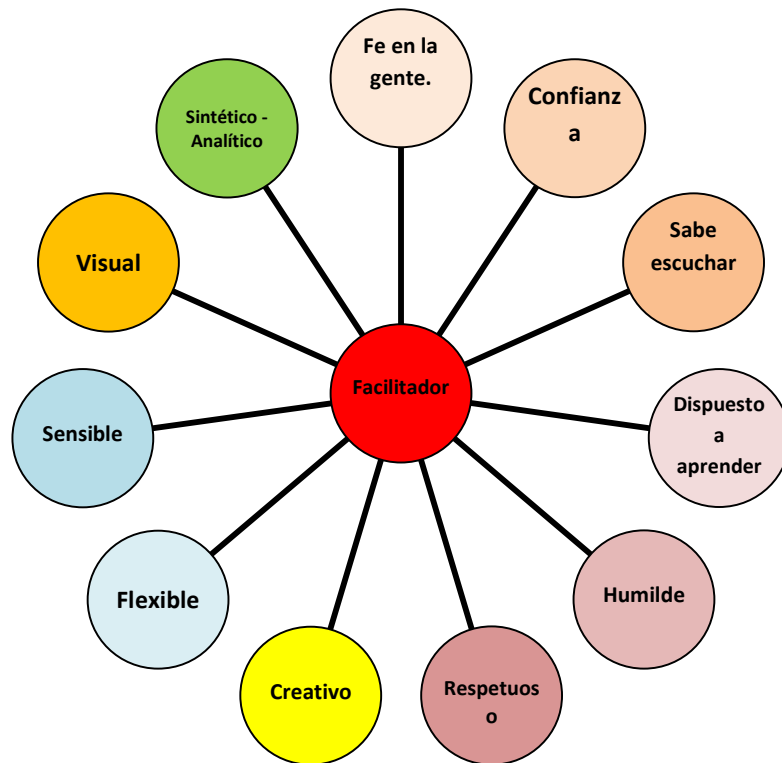 Fe en la
gente.
Confianz
a
Sabe
escuchar
Dispuesto
a
aprender
Humilde
Respetuos
o
Creativo
Flexible
Sensible
Visual
Sintético -
Analítico
Facilitador